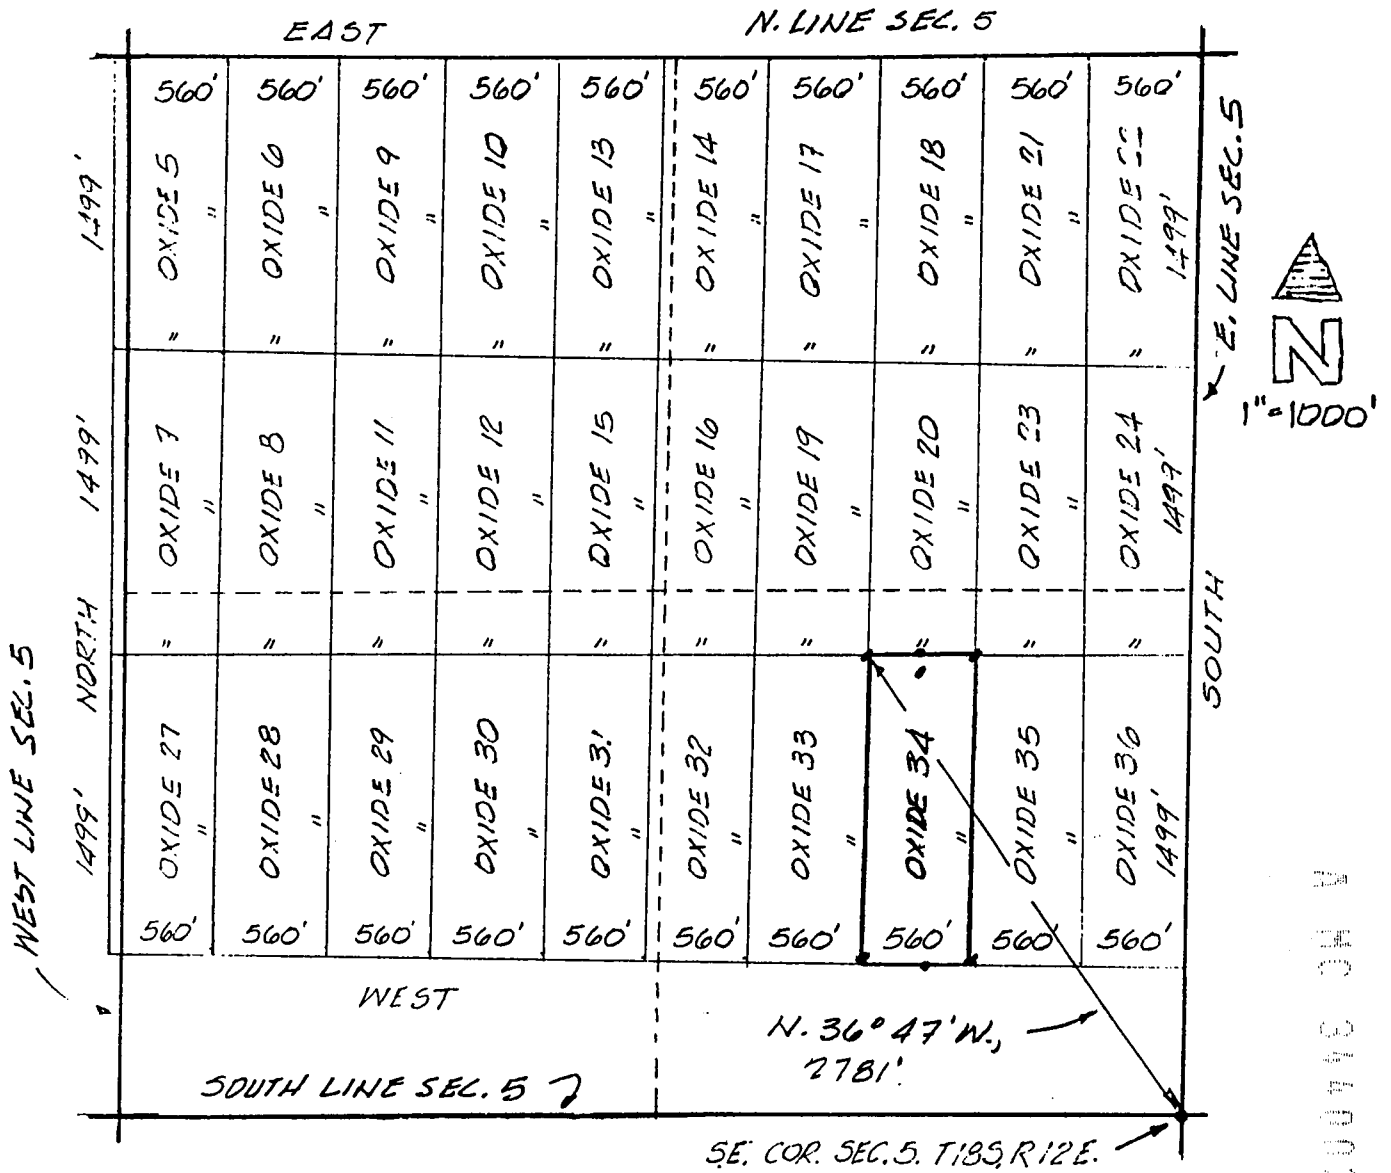 EAST
N. LINE SEC. 5
560' 560' 560' 560' 560' 560' 560' 560' 560' 560'
1499'
OXIDE 5 "
OXIDE 6 "
OXIDE 9 "
OXIDE 10 "
OXIDE 13 "
OXIDE 14 "
OXIDE 17 "
OXIDE 18 "
OXIDE 21 "
OXIDE 22
1499'
E. LINE SEC. 5
N
1"=1000'
" " " " " " " " " "
1499'
OXIDE 7 "
OXIDE 8 "
OXIDE 11 "
OXIDE 12 "
OXIDE 15 "
OXIDE 16 "
OXIDE 19 "
OXIDE 20
OXIDE 23 "
OXIDE 24
1499'
NORTH
SOUTH
" " " " " " " " " "
WEST LINE SEC. 5
1499'
OXIDE 27 "
OXIDE 28 "
OXIDE 29 "
OXIDE 30 "
OXIDE 31 "
OXIDE 32 "
OXIDE 33 "
OXIDE 34 "
OXIDE 35 "
OXIDE 36
1499'
560' 560' 560' 560' 560' 560' 560' 560' 560' 560'
WEST
N. 36° 47' W.,
2781'.
SOUTH LINE SEC. 5
S.E. COR. SEC. 5. T18S, R12E.
A MC